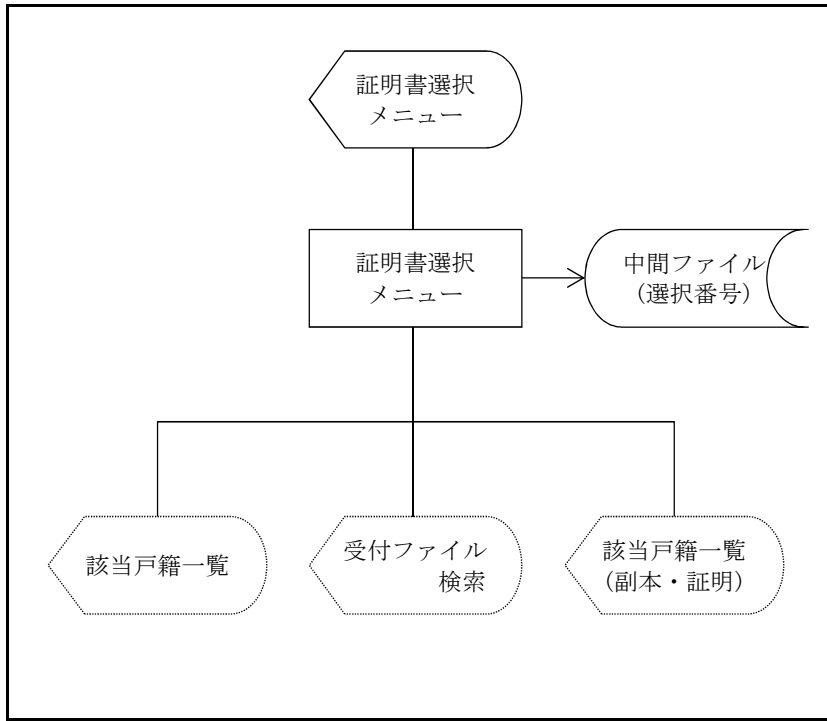 証明書選択
メニュー
証明書選択
メニュー
中間ファイル
(選択番号)
該当戸籍一覧
受付ファイル
検索
該当戸籍一覧
(副本・証明)